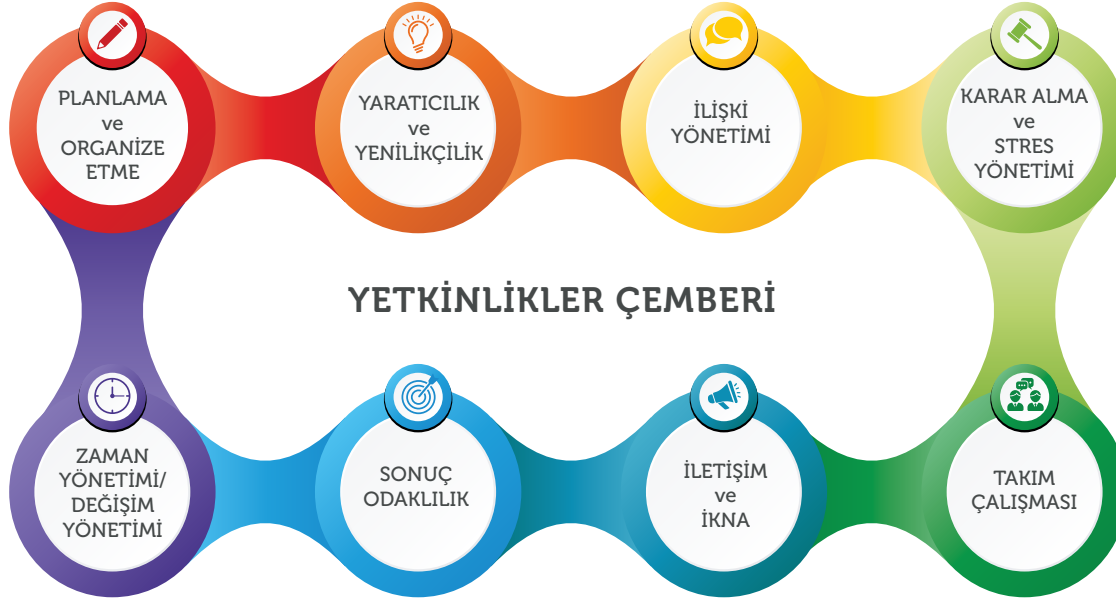 PLANLAMA
ve
ORGANİZE
ETME
YARATICILIK
ve
YENİLİKÇİLİK
İLİŞKİ
YÖNETİMİ
KARAR ALMA
ve
STRES
YÖNETİMİ
YETKİNLİKLER ÇEMBERİ
ZAMAN
YÖNETİMİ/
DEĞİŞİM
YÖNETİMİ
SONUÇ
ODAKLILIK
İLETİŞİM
ve
İKNA
TAKIM
ÇALIŞMASI